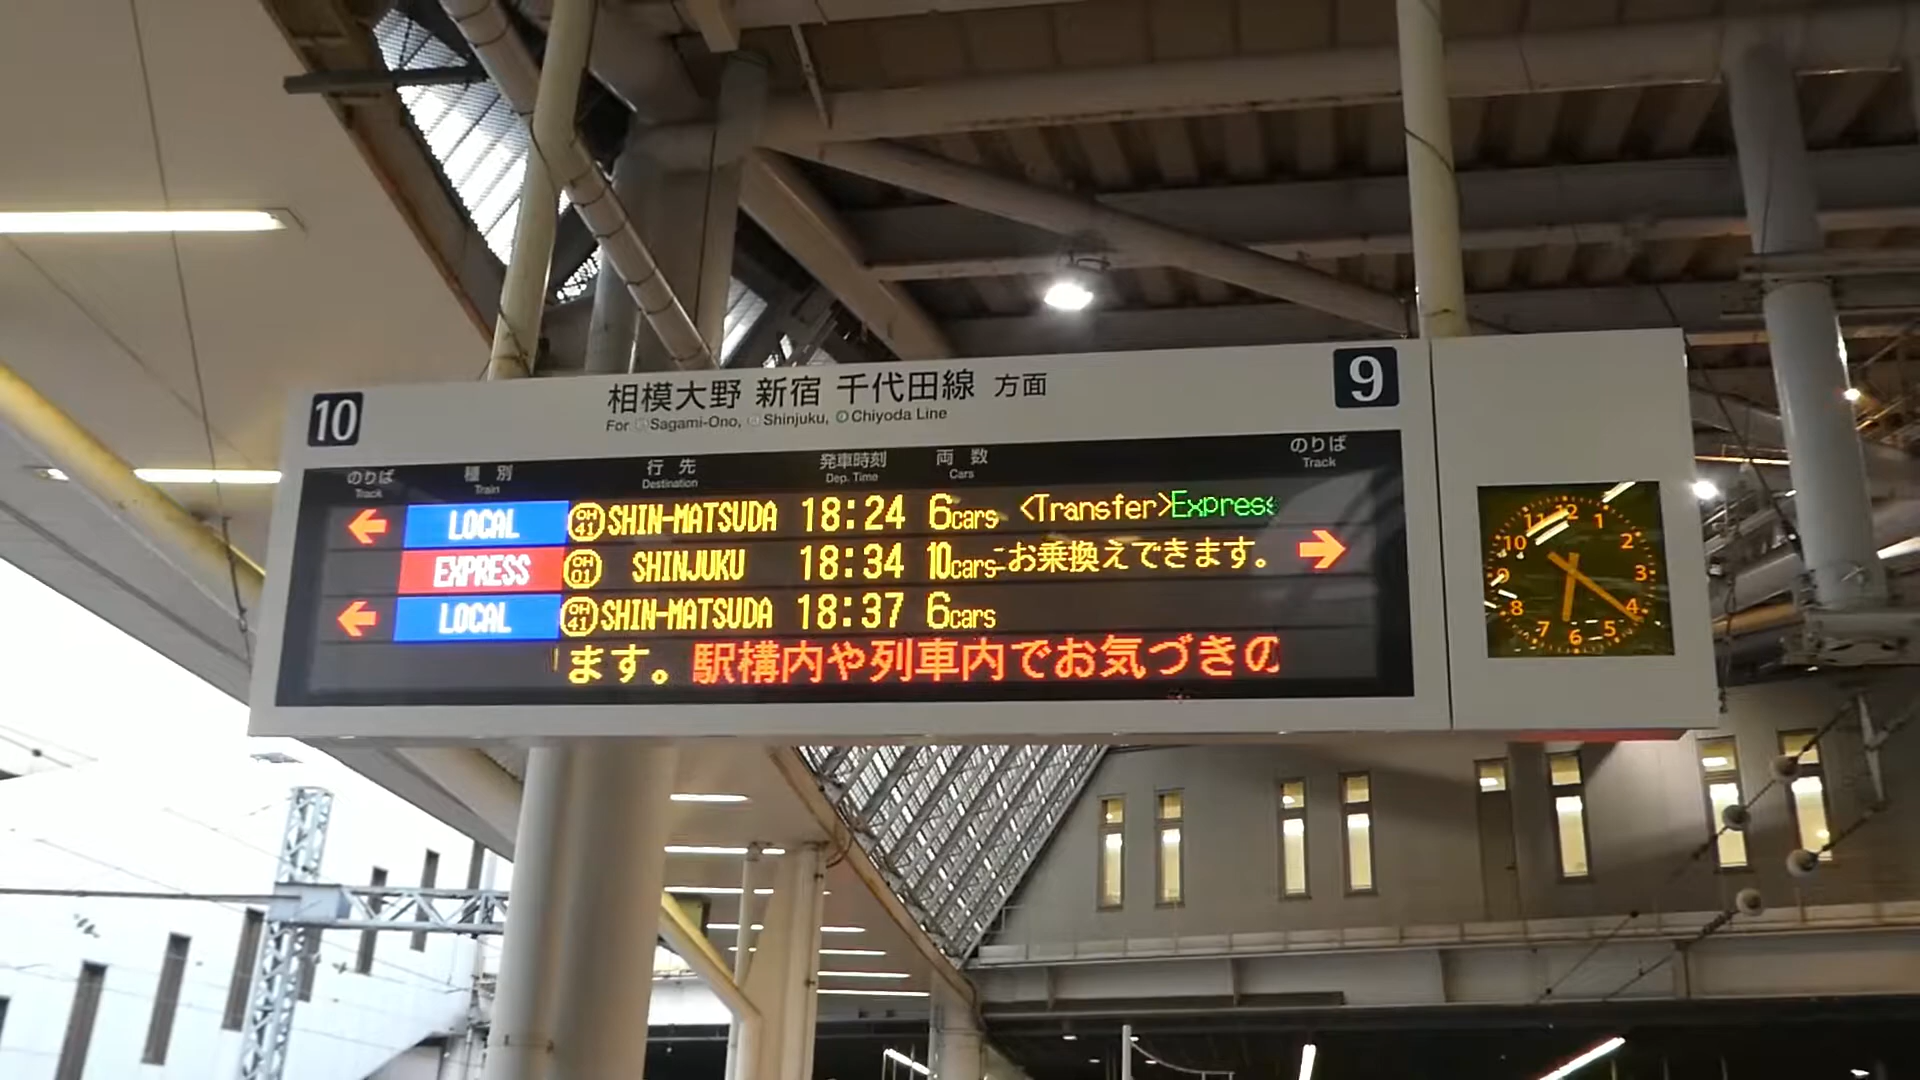 10 相模大野 新宿 千代田線 方面 9
For Sagami-Ono, Shinjuku, Chiyoda Line
のりば 種別 行先 発車時刻 両数 のりば
Track Train Destination Dep. Time Cars Track
LOCAL OH 41 SHIN-MATSUDA 18:24 6cars <Transfer>Express
EXPRESS OH 01 SHINJUKU 18:34 10cars お乗換えできます。
LOCAL OH 41 SHIN-MATSUDA 18:37 6cars
ます。駅構内や列車内でお気づきの
11 12 1
10 2
9 3
8 4
7 6 5